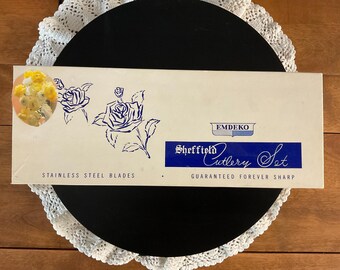 EMDEKO
Sheffield
Cutlery Set
STAINLESS STEEL BLADES
GUARANTEED FOREVER SHARP